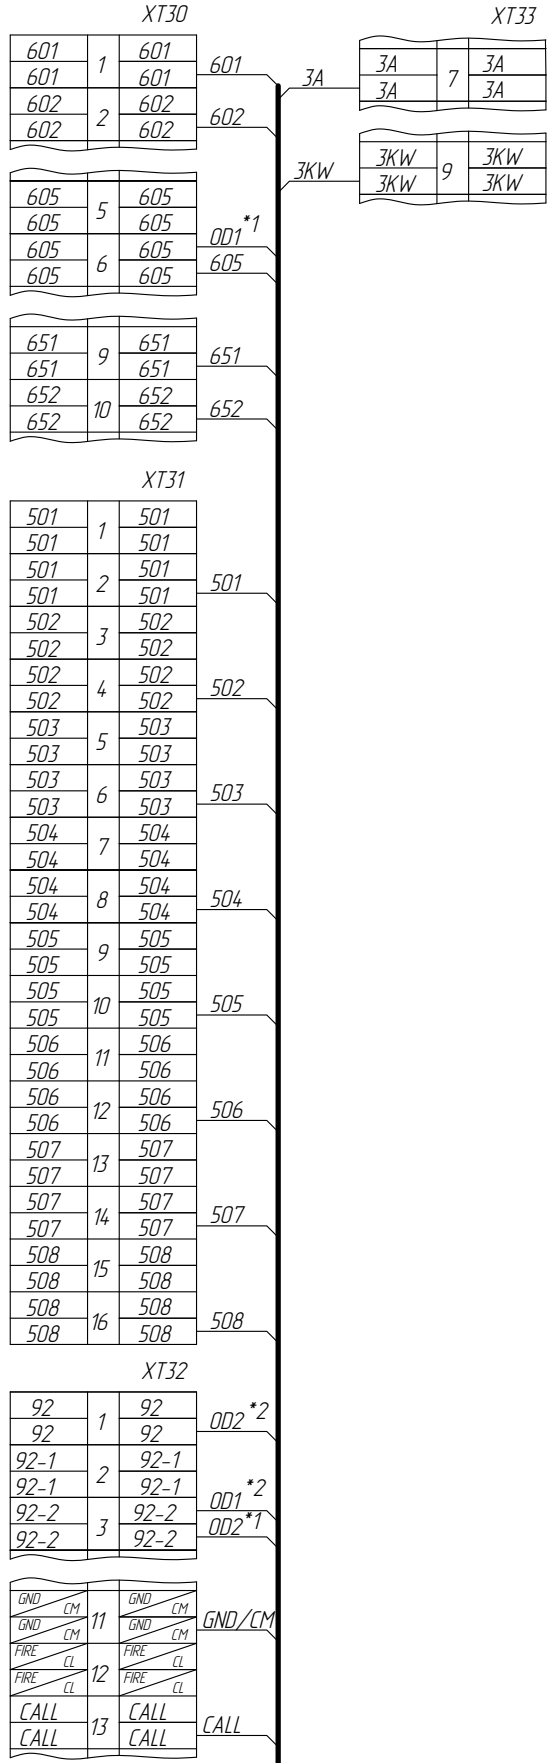 XT30
601 1 601
601 601 601
602 2 602
602 602 602
605 5 605
605 605
605 6 605 0D1*1
605 605 605
651 9 651
651 651 651
652 10 652
652 652 652
XT31
501 1 501
501 501
501 2 501
501 501 501
502 3 502
502 502
502 4 502
502 502 502
503 5 503
503 503
503 6 503
503 503 503
504 7 504
504 504
504 8 504
504 504 504
505 9 505
505 505
505 10 505
505 505 505
506 11 506
506 506
506 12 506
506 506 506
507 13 507
507 507
507 14 507
507 507 507
508 15 508
508 508
508 16 508
508 508 508
XT32
92 1 92
92 92 0D2*2
92-1 2 92-1
92-1 92-1
92-2 3 92-2 0D1*2
92-2 92-2 0D2*1
GND CM 11 GND CM
GND CM GND CM GND/CM
FIRE CL 12 FIRE CL
FIRE CL FIRE CL
CALL 13 CALL
CALL CALL CALL
XT33
3A 7 3A
3A 3A 3A
3KW 9 3KW
3KW 3KW 3KW